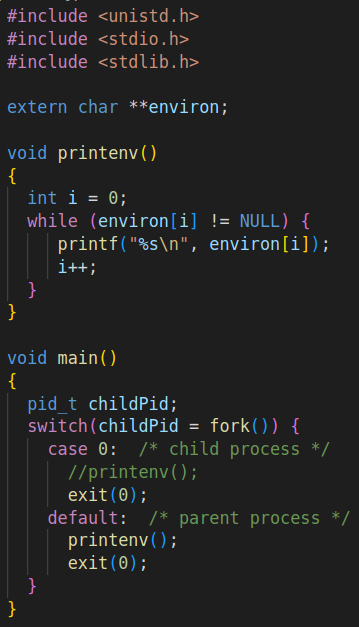 #include <unistd.h>
#include <stdio.h>
#include <stdlib.h>

extern char **environ;

void printenv()
{
  int i = 0;
  while (environ[i] != NULL) {
    printf("%s\n", environ[i]);
    i++;
  }
}

void main()
{
  pid_t childPid;
  switch(childPid = fork()) {
    case 0:  /* child process */
      //printenv();
      exit(0);
    default:  /* parent process */
      printenv();
      exit(0);
  }
}